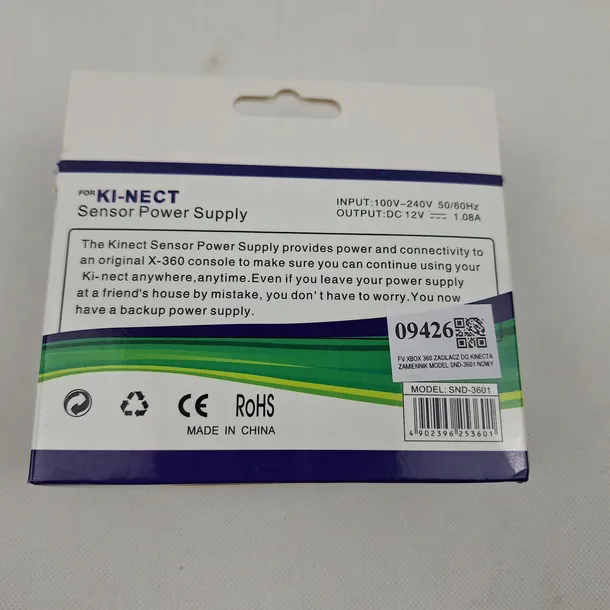 FOR KI-NECT
Sensor Power Supply
INPUT:100V-240V 50/60Hz
OUTPUT:DC 12V ⎓ 1.08A
The Kinect Sensor Power Supply provides power and connectivity to
an original X-360 console to make sure you can continue using your
Ki-nect anywhere,anytime.Even if you leave your power supply
at a friend's house by mistake, you don't have to worry.You now
have a backup power supply.
09426
FV XBOX 360 ZASILACZ DO KINECTA
ZAMIENNIK MODEL SND-3601 NOWY
MODEL: SND-3601
4 902396 253601
CE RoHS
MADE IN CHINA